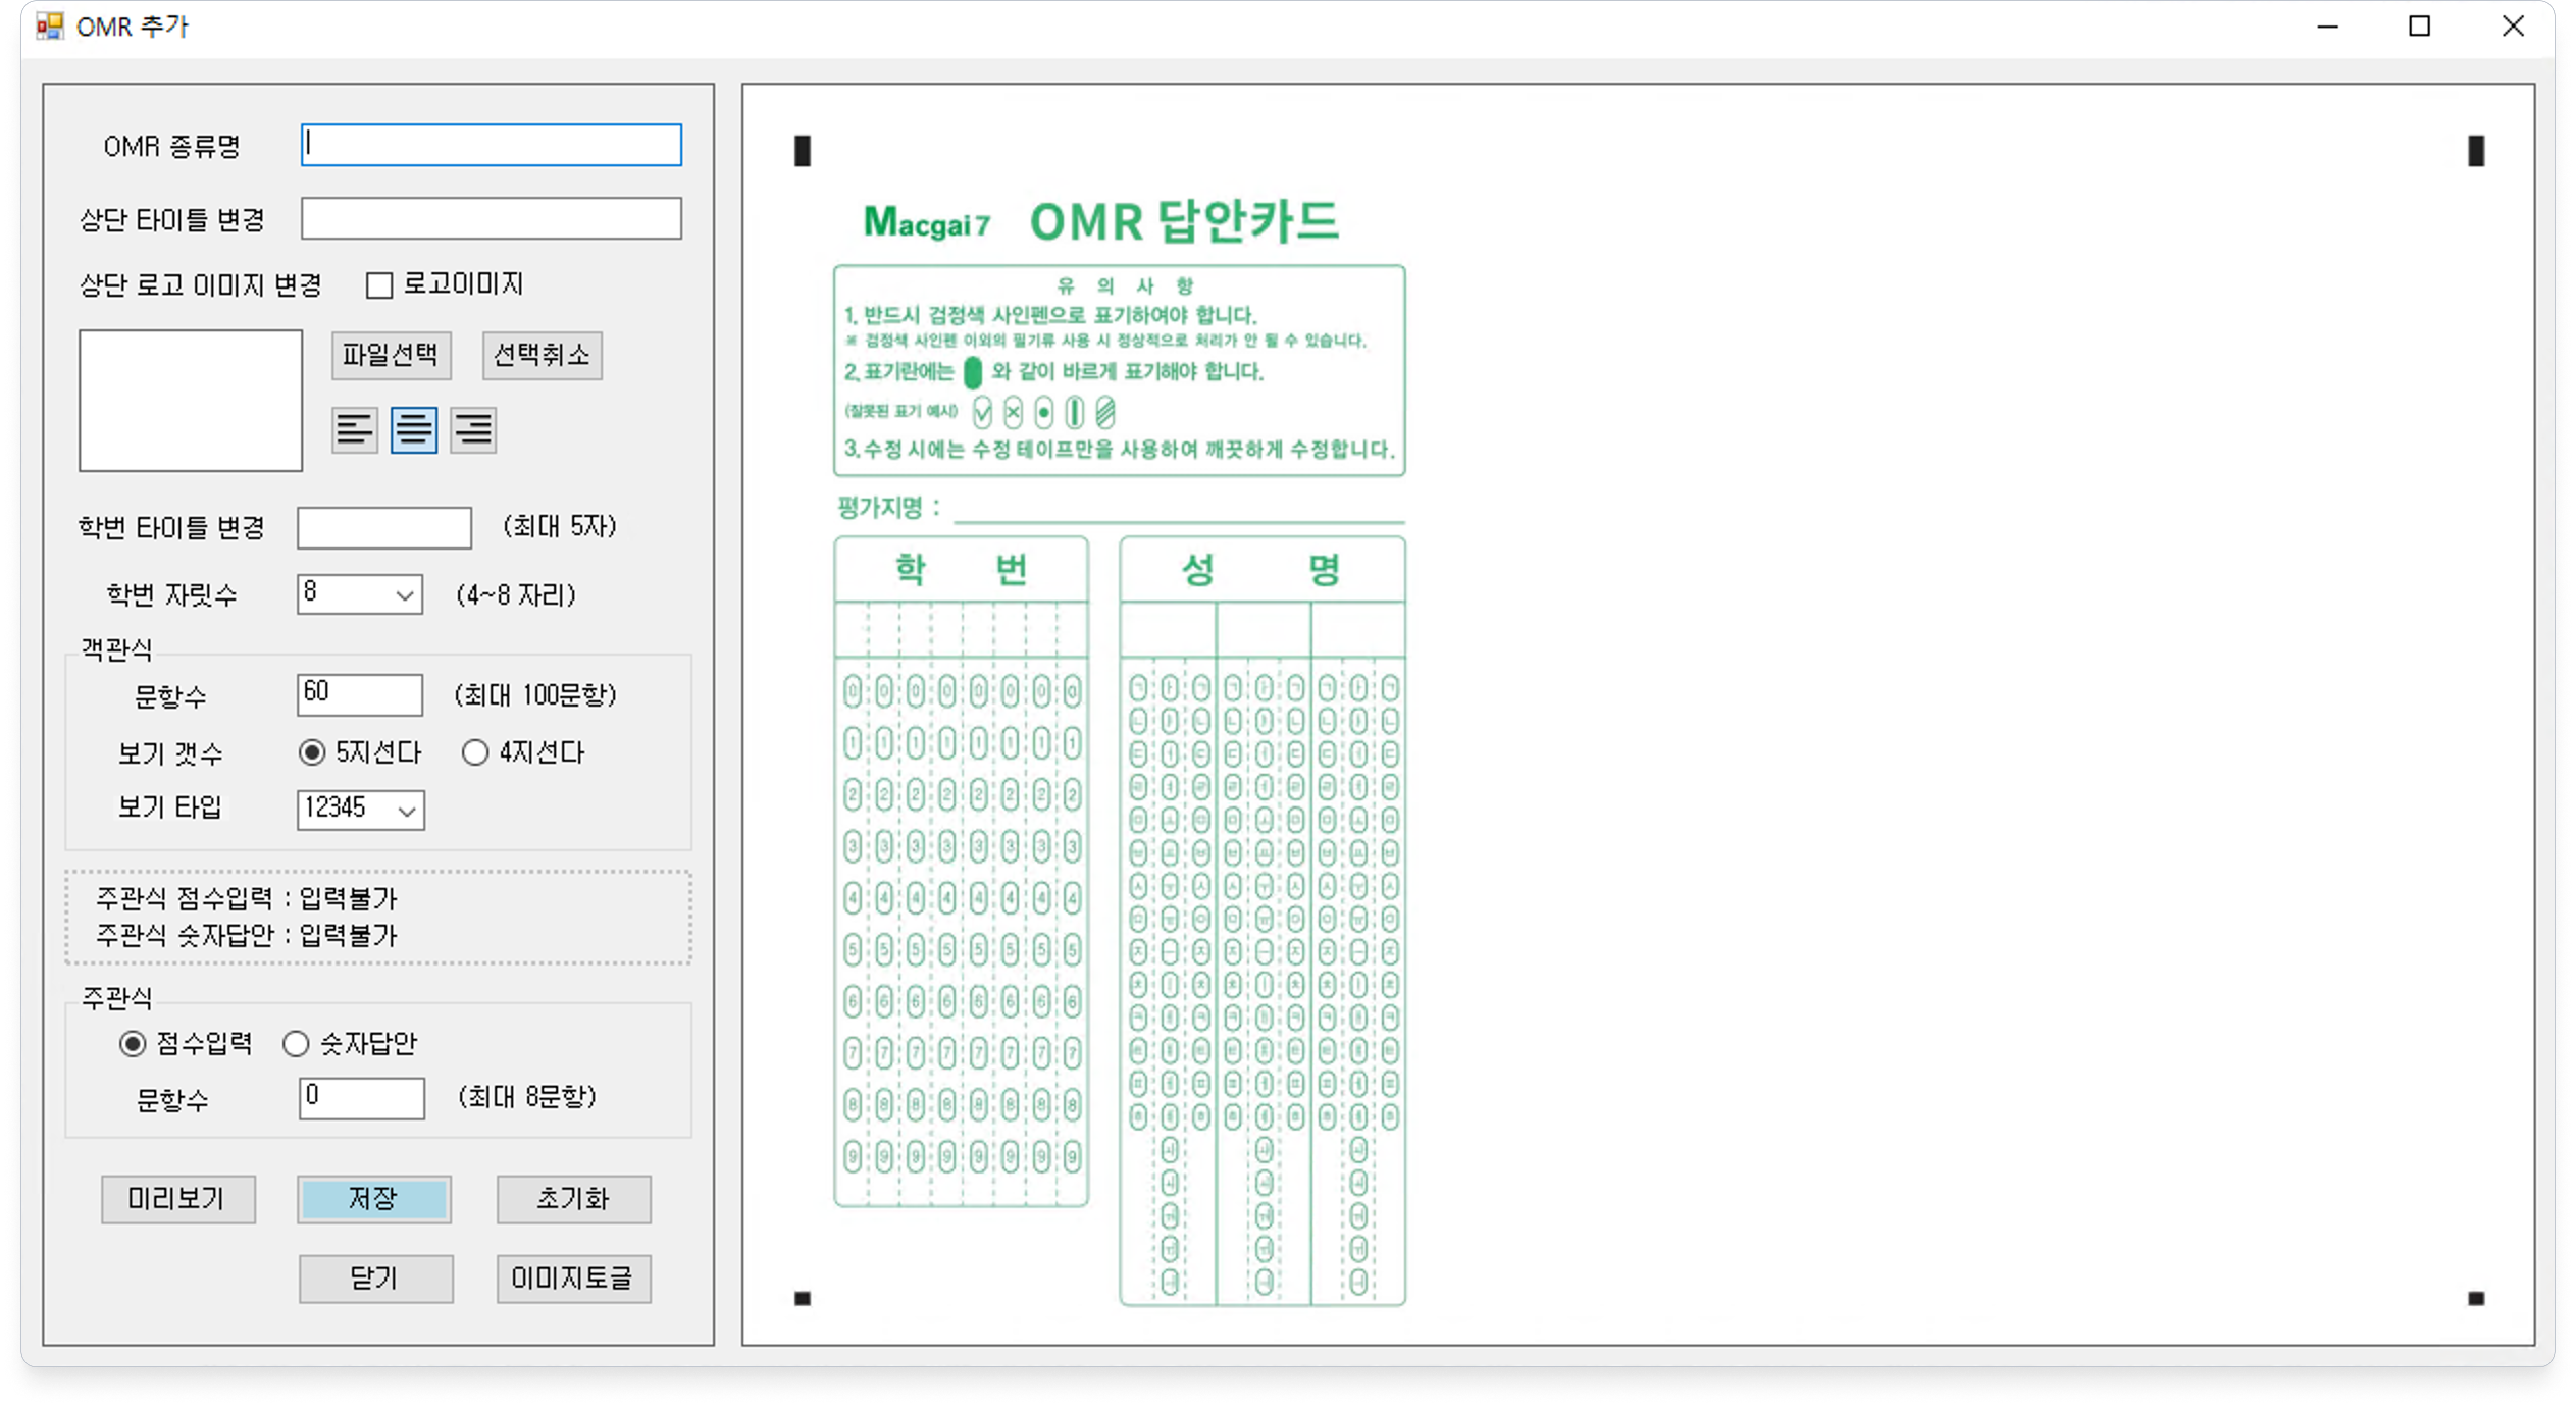 OMR 추가
OMR 종류명
상단 타이틀 변경
상단 로고 이미지 변경 로고이미지
파일선택 선택취소
학번 타이틀 변경 (최대 5자)
학번 자릿수 8 (4~8 자리)
객관식
문항수 60 (최대 100문항)
보기 갯수 5지선다 4지선다
보기 타입 12345
주관식 점수입력 : 입력불가
주관식 숫자답안 : 입력불가
주관식
점수입력 숫자답안
문항수 0 (최대 8문항)
미리보기 저장 초기화
닫기 이미지토글
Macgai7 OMR 답안카드
유 의 사 항
1. 반드시 검정색 사인펜으로 표기하여야 합니다.
※ 검정색 사인펜 이외의 필기류 사용 시 정상적으로 처리가 안 될 수 있습니다.
2. 표기란에는 와 같이 바르게 표기해야 합니다.
(잘못된 표기 예시)
3. 수정 시에는 수정 테이프만을 사용하여 깨끗하게 수정합니다.
평가지명 :
학 번
성 명
0 0 0 0 0 0 0 0
1 1 1 1 1 1 1 1
2 2 2 2 2 2 2 2
3 3 3 3 3 3 3 3
4 4 4 4 4 4 4 4
5 5 5 5 5 5 5 5
6 6 6 6 6 6 6 6
7 7 7 7 7 7 7 7
8 8 8 8 8 8 8 8
9 9 9 9 9 9 9 9